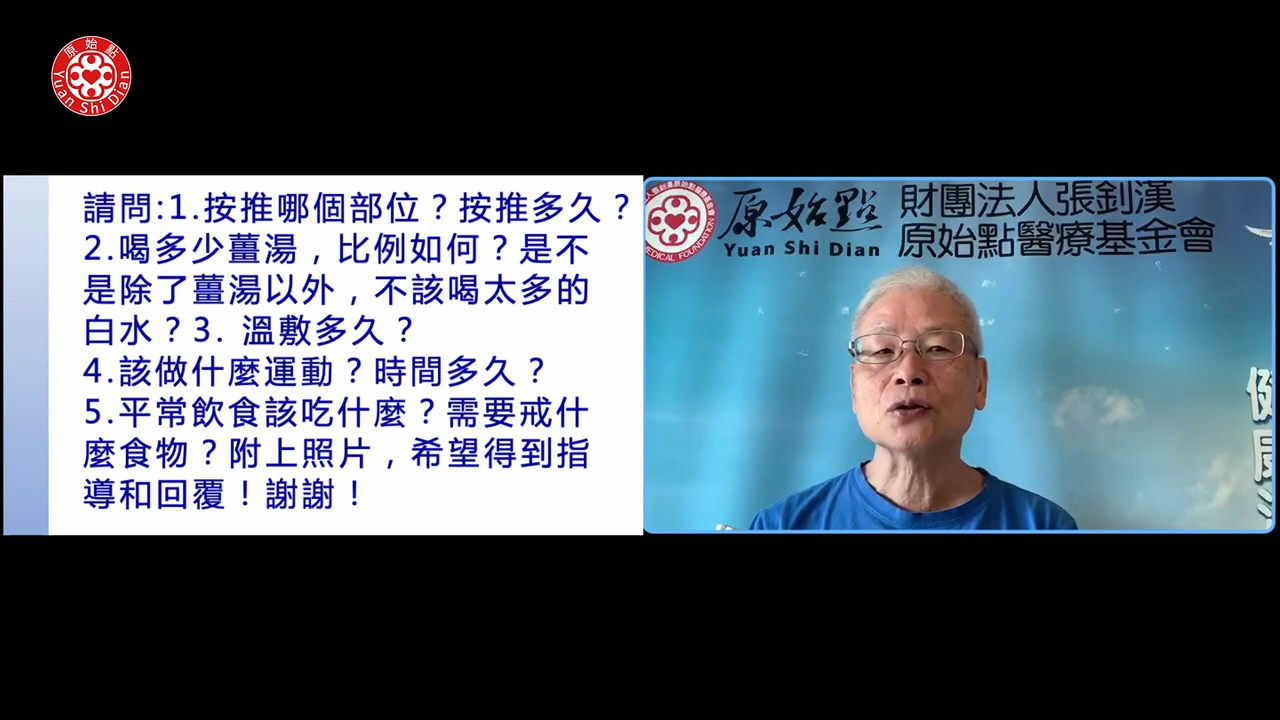 原始點
Yuan Shi Dian
請問:1.按推哪個部位？按推多久？
2.喝多少薑湯，比例如何？是不
是除了薑湯以外，不該喝太多的
白水？3. 溫敷多久？
4.該做什麼運動？時間多久？
5.平常飲食該吃什麼？需要戒什
麼食物？附上照片，希望得到指
導和回覆！謝謝！
原始點
Yuan Shi Dian
財團法人張釗漢
原始點醫療基金會